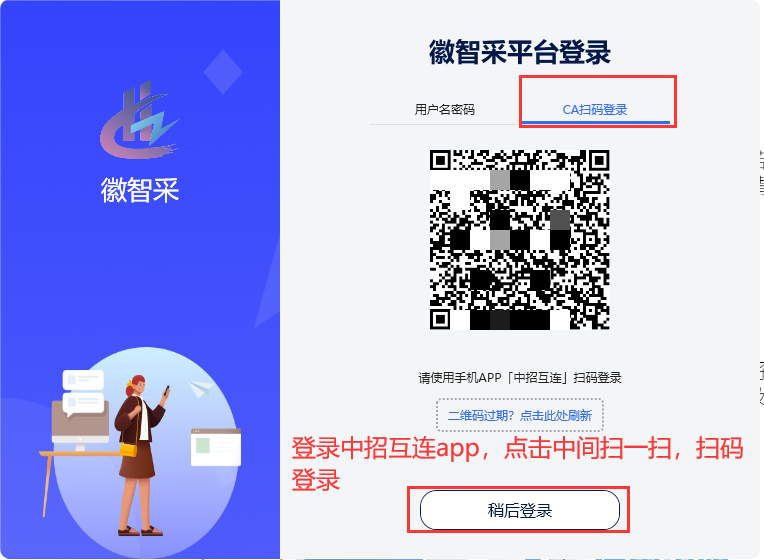 徽智采平台登录
用户名密码
CA扫码登录
徽智采
请使用手机APP「中招互连」扫码登录
二维码过期？点击此处刷新
登录中招互连app，点击中间扫一扫，扫码
登录
稍后登录